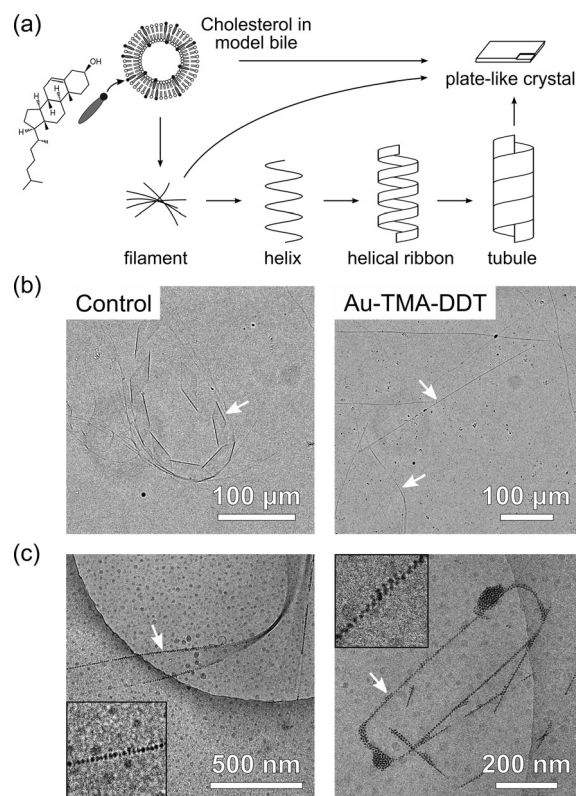 (a)
Cholesterol in
model bile
OH
H
H
H
H
plate-like crystal
filament
helix
helical ribbon
tubule
(b)
Control
Au-TMA-DDT
100 µm
100 µm
(c)
500 nm
200 nm